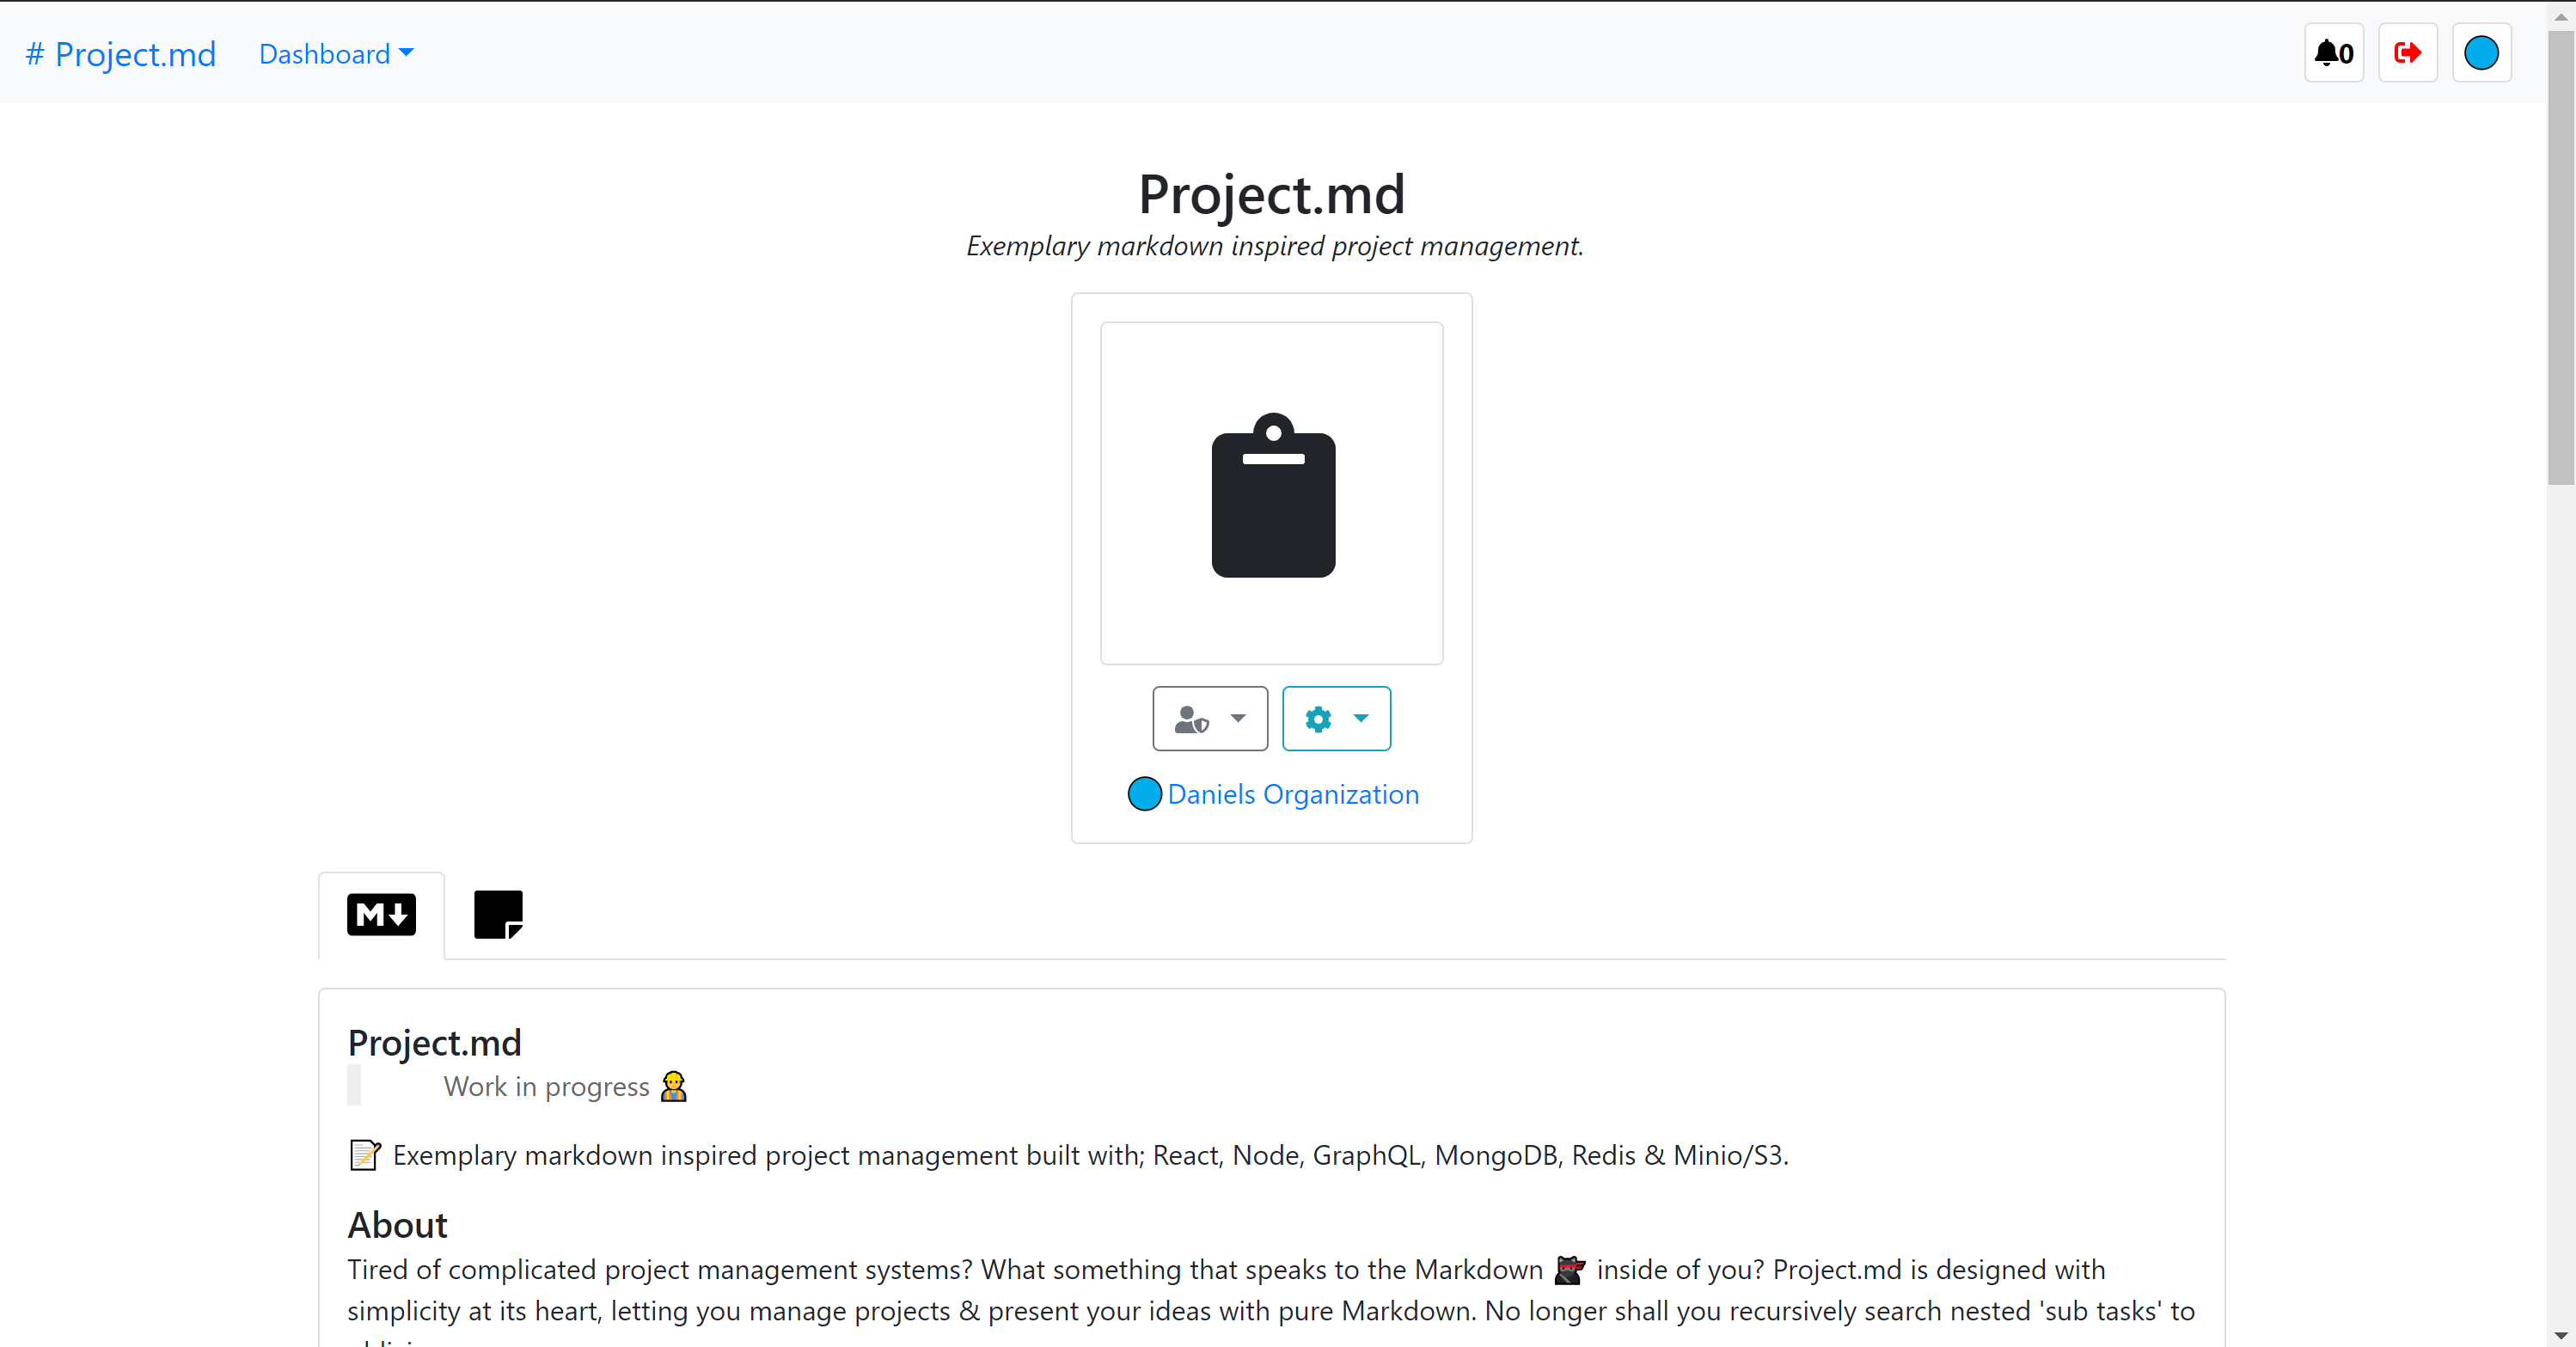 # Project.md
Dashboard
0
Project.md
Exemplary markdown inspired project management.
Daniels Organization
M
Project.md
Work in progress 👷
📝 Exemplary markdown inspired project management built with; React, Node, GraphQL, MongoDB, Redis & Minio/S3.
About
Tired of complicated project management systems? What something that speaks to the Markdown 🐱‍👤 inside of you? Project.md is designed with
simplicity at its heart, letting you manage projects & present your ideas with pure Markdown. No longer shall you recursively search nested 'sub tasks' to